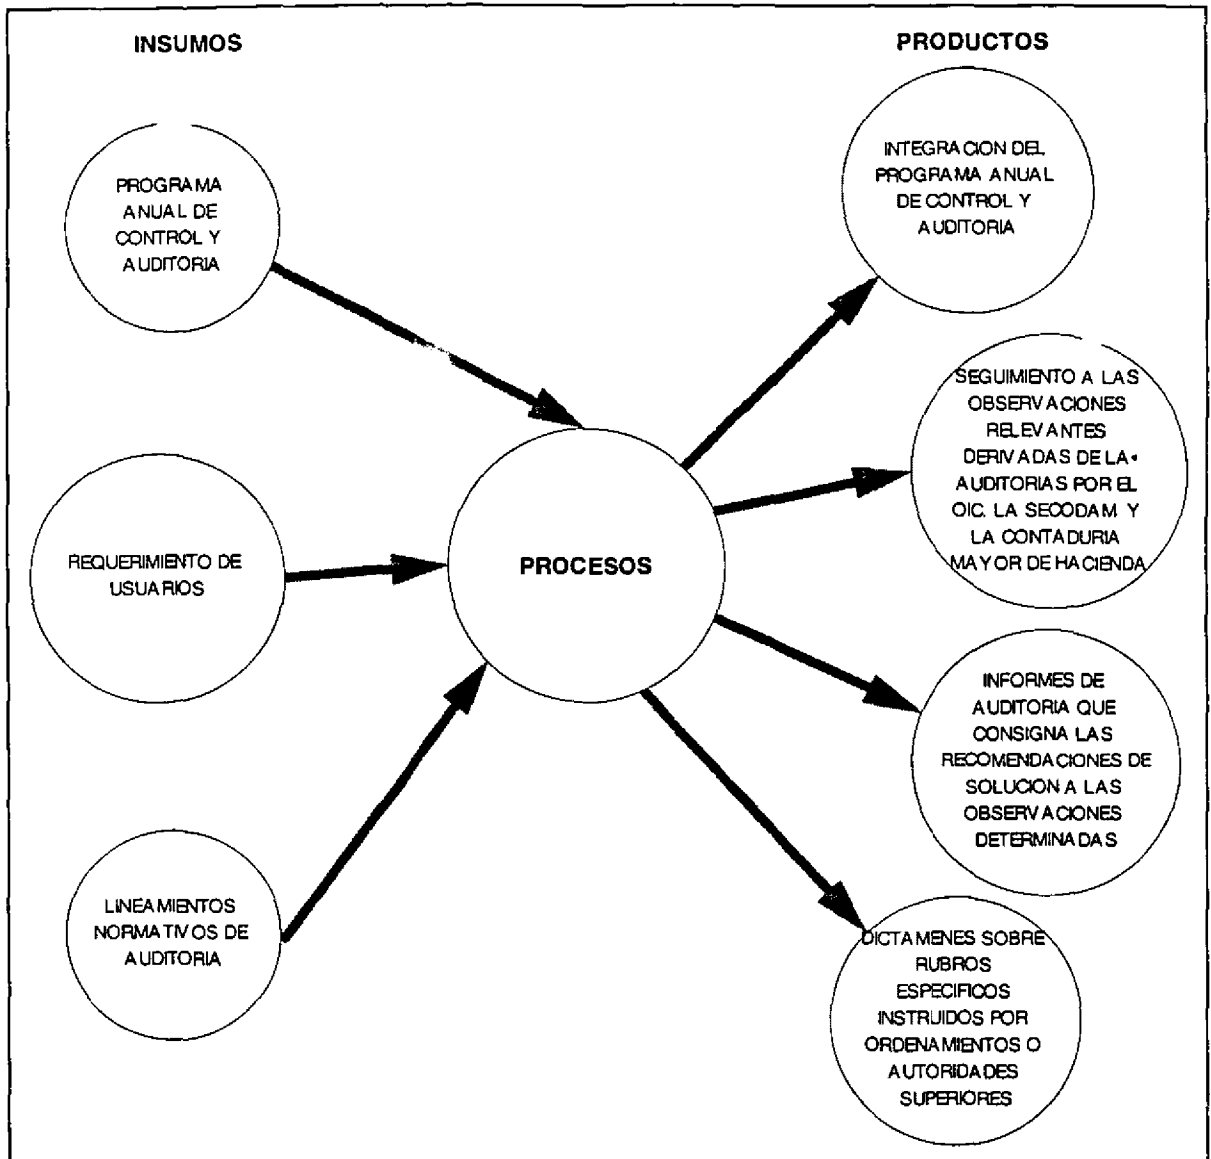 INSUMOS
PRODUCTOS
PROGRAMA
ANUAL DE
CONTROL Y
AUDITORIA
REQUERIMIENTO DE
USUARIOS
LINEAMIENTOS
NORMATIVOS DE
AUDITORIA
PROCESOS
INTEGRACION DEL
PROGRAMA ANUAL
DE CONTROL Y
AUDITORIA
SEGUIMIENTO A LAS
OBSERVACIONES
RELEVANTES
DERIVADAS DE LA
AUDITORIAS POR EL
OIC, LA SECODAM Y
LA CONTADURIA
MAYOR DE HACIENDA
INFORMES DE
AUDITORIA QUE
CONSIGNA LAS
RECOMENDACIONES DE
SOLUCION A LAS
OBSERVACIONES
DETERMINADAS
DICTAMENES SOBRE
RUBROS
ESPECIFICOS
INSTRUIDOS POR
ORDENAMIENTOS O
AUTORIDADES
SUPERIORES